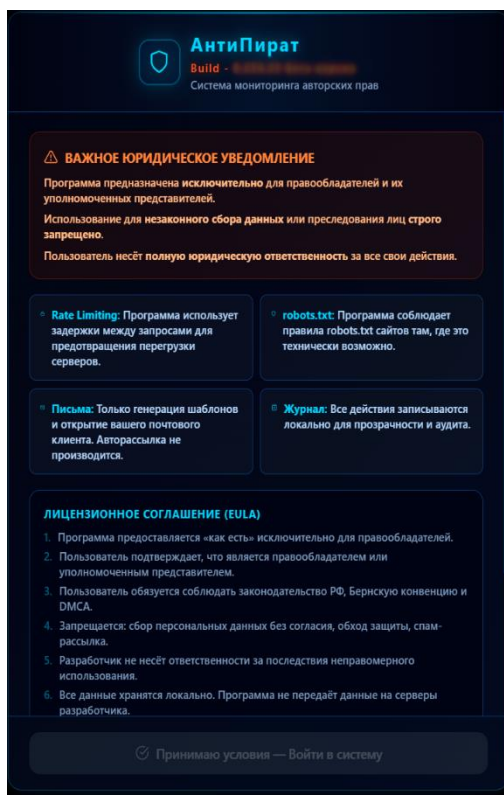 АнтиПират
Build -
Система мониторинга авторских прав
ВАЖНОЕ ЮРИДИЧЕСКОЕ УВЕДОМЛЕНИЕ
Программа предназначена исключительно для правообладателей и их
уполномоченных представителей.
Использование для незаконного сбора данных или преследования лиц строго
запрещено.
Пользователь несёт полную юридическую ответственность за все свои действия.
Rate Limiting: Программа использует
задержки между запросами для
предотвращения перегрузки
серверов.
robots.txt: Программа соблюдает
правила robots.txt сайтов там, где это
технически возможно.
Письма: Только генерация шаблонов
и открытие вашего почтового
клиента. Авторассылка не
производится.
Журнал: Все действия записываются
локально для прозрачности и аудита.
ЛИЦЕНЗИОННОЕ СОГЛАШЕНИЕ (EULA)
1. Программа предоставляется «как есть» исключительно для правообладателей.
2. Пользователь подтверждает, что является правообладателем или
уполномоченным представителем.
3. Пользователь обязуется соблюдать законодательство РФ, Бернскую конвенцию и
DMCA.
4. Запрещается: сбор персональных данных без согласия, обход защиты, спам-
рассылка.
5. Разработчик не несёт ответственности за последствия неправомерного
использования.
6. Все данные хранятся локально. Программа не передаёт данные на серверы
разработчика.
Принимаю условия — Войти в систему